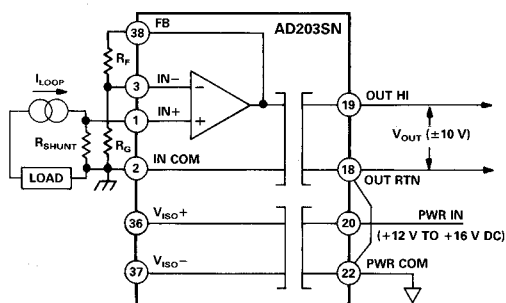 FB
AD203SN
38
R_F
I_LOOP
3 IN−
1 IN+
19 OUT HI
V_OUT (±10 V)
R_SHUNT
R_G
LOAD
2 IN COM
18 OUT RTN
36 V_ISO+
20 PWR IN
(+12 V TO +16 V DC)
37 V_ISO−
22 PWR COM